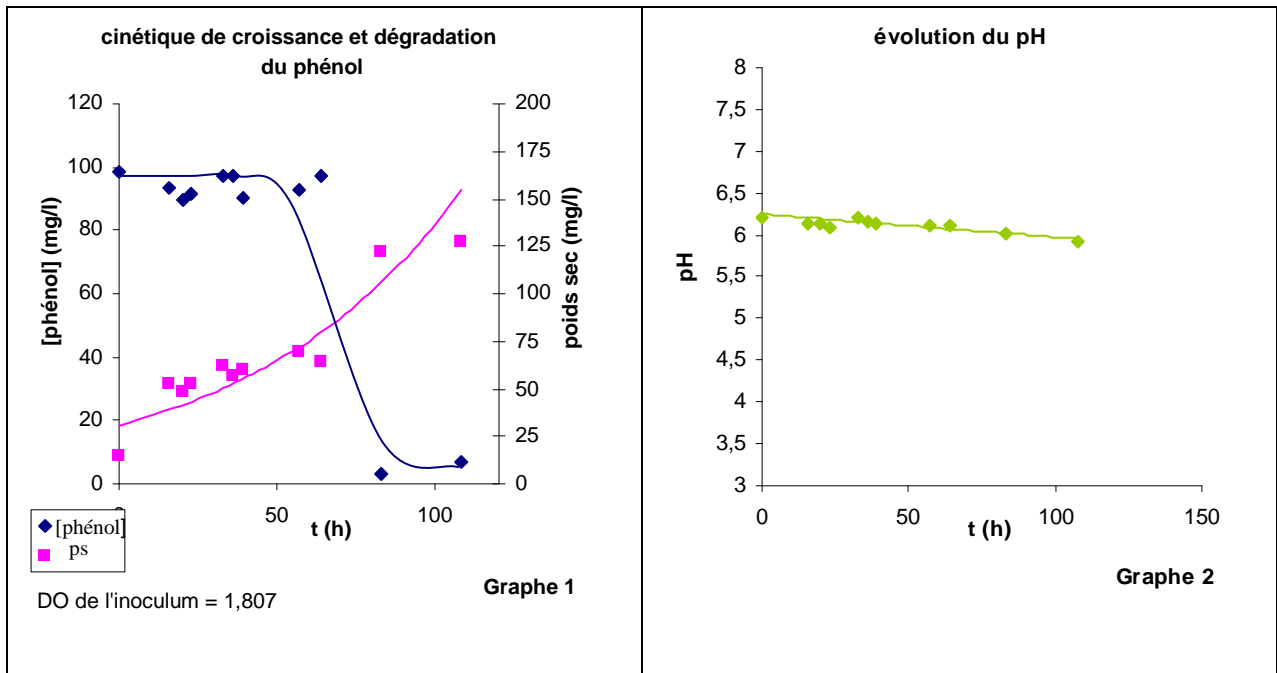 cinétique de croissance et dégradation
du phénol
120
100
80
60
40
20
0
[phénol] (mg/l)
200
175
150
125
100
75
50
25
0
poids sec (mg/l)
50
100
t (h)
[phénol]
ps
DO de l'inoculum = 1,807
Graphe 1
évolution du pH
8
7,5
7
6,5
6
5,5
5
4,5
4
3,5
3
pH
0
50
100
150
t (h)
Graphe 2